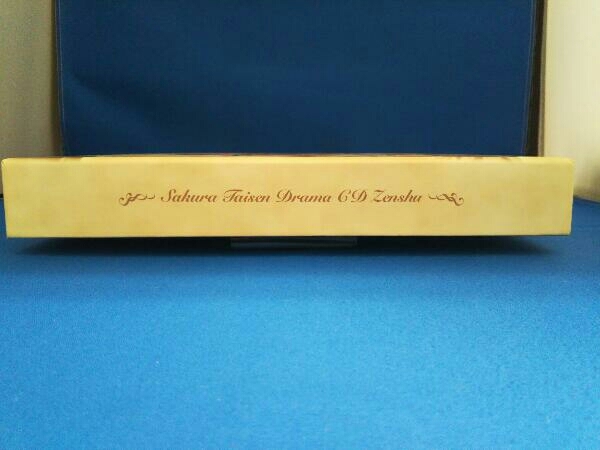 Sakura Taisen Drama CD Zenshu